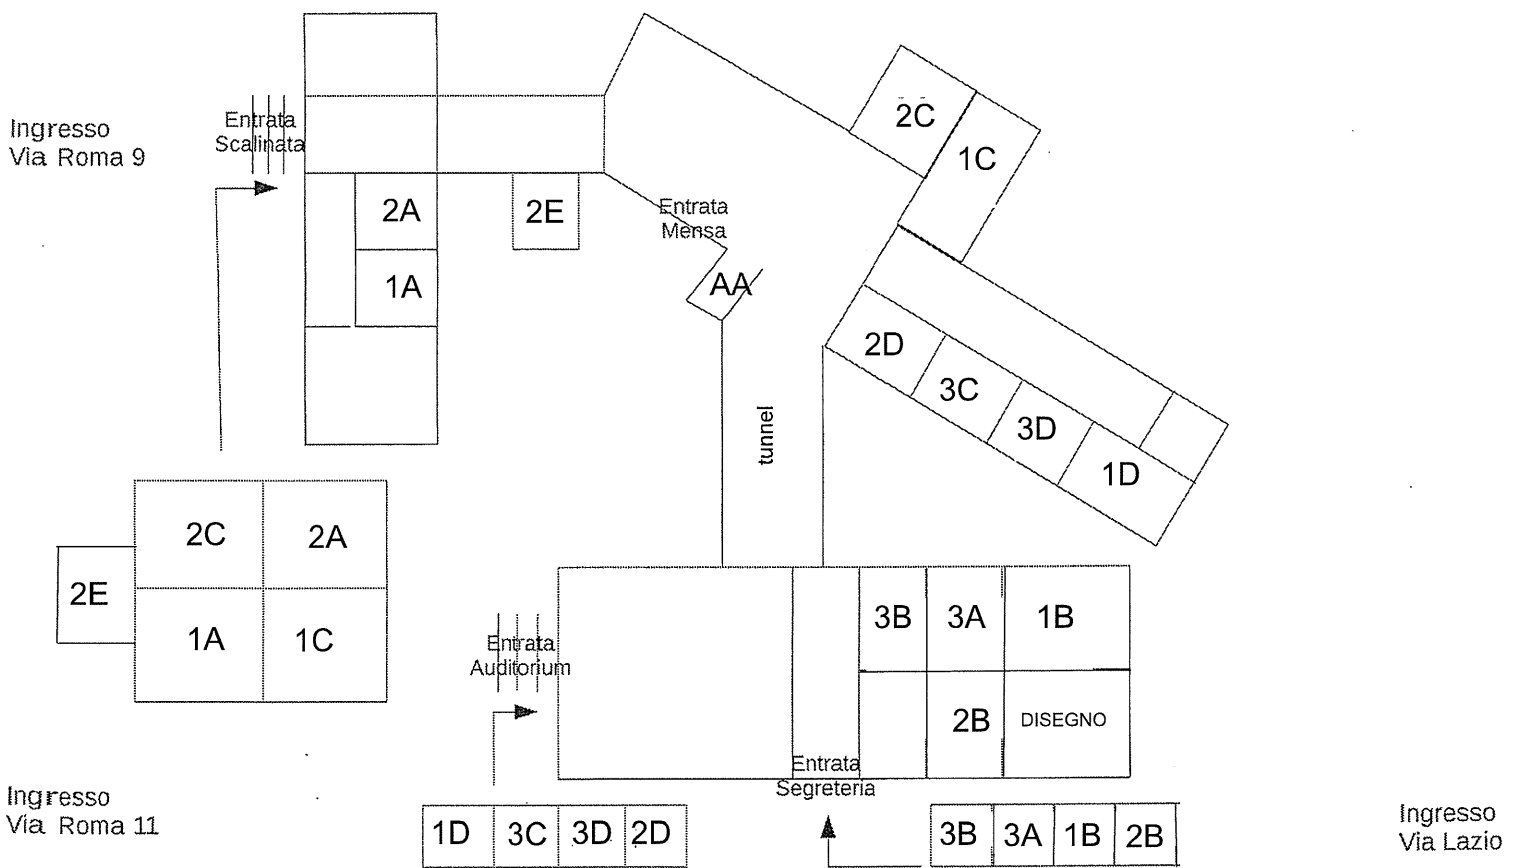 2C
1C
Ingresso
Via Roma 9
Entrata
Scalinata
2A
2E
Entrata
Mensa
1A
AA
2D
3C
3D
1D
tunnel
2C
2A
2E
1A
1C
3B
3A
1B
Entrata
Auditorium
2B
DISEGNO
Entrata
Segreteria
Ingresso
Via Roma 11
1D
3C
3D
2D
3B
3A
1B
2B
Ingresso
Via Lazio